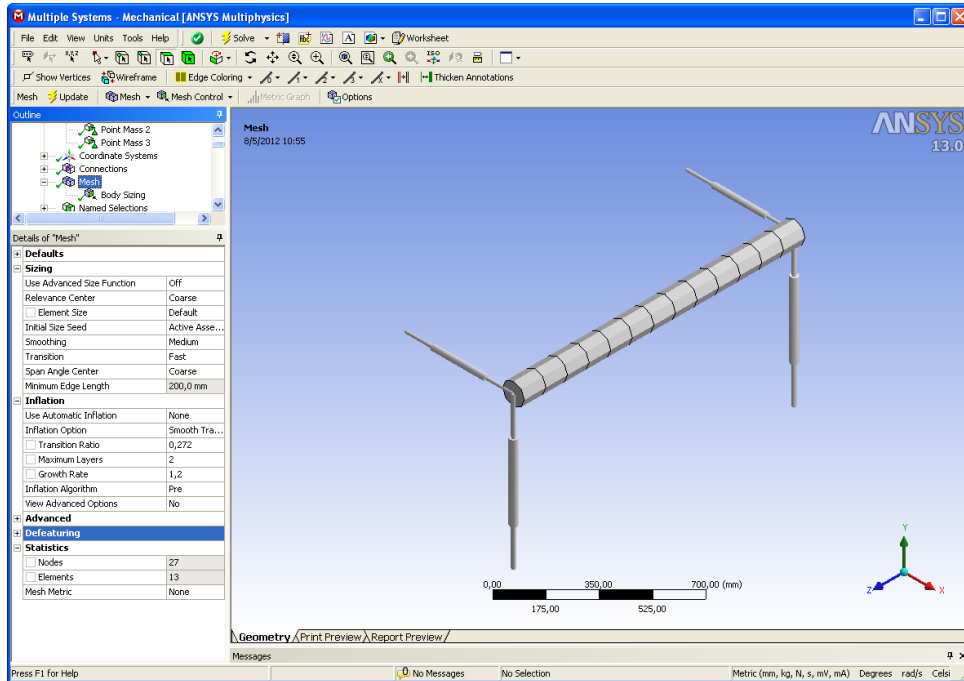 Multiple Systems - Mechanical [ANSYS Multiphysics]
File Edit View Units Tools Help Solve Worksheet
Show Vertices Wireframe Edge Coloring Thicken Annotations
Mesh Update Mesh Mesh Control Metric Graph Options
Outline
Point Mass 2
Point Mass 3
Coordinate Systems
Connections
Mesh
Body Sizing
Named Selections
Details of "Mesh"
Defaults
Sizing
Use Advanced Size Function Off
Relevance Center Coarse
Element Size Default
Initial Size Seed Active Asse...
Smoothing Medium
Transition Fast
Span Angle Center Coarse
Minimum Edge Length 200,0 mm
Inflation
Use Automatic Inflation None
Inflation Option Smooth Tra...
Transition Ratio 0,272
Maximum Layers 2
Growth Rate 1,2
Inflation Algorithm Pre
View Advanced Options No
Advanced
Defeaturing
Statistics
Nodes 27
Elements 13
Mesh Metric None
Mesh
8/5/2012 10:55
ANSYS
13.0
0,00 350,00 700,00 (mm)
175,00 525,00
Y
Z X
Geometry Print Preview Report Preview
Messages
Press F1 for Help 0 No Messages No Selection Metric (mm, kg, N, s, mV, mA) Degrees rad/s Celsi